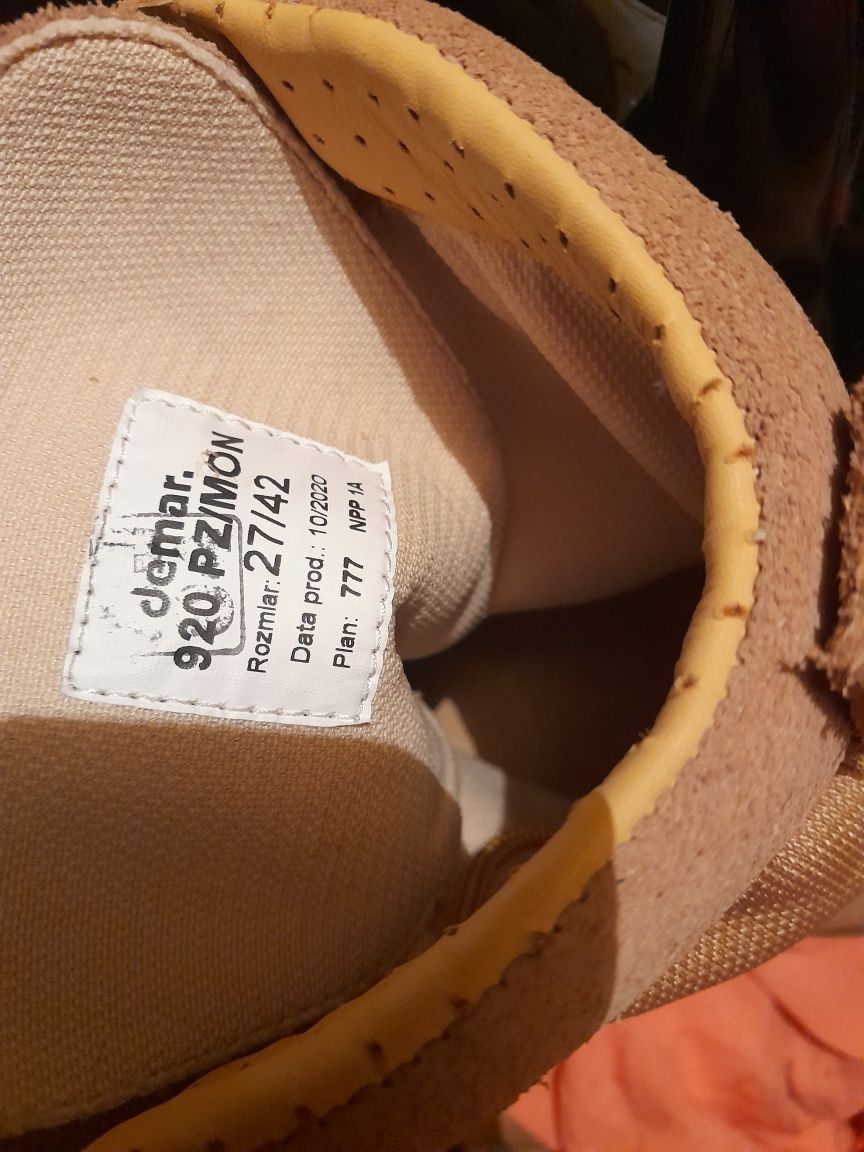 demar.
920 PZ/MON
Rozmiar: 27/42
Data prod.: 10/2020
Plan: 777 NPP 1A